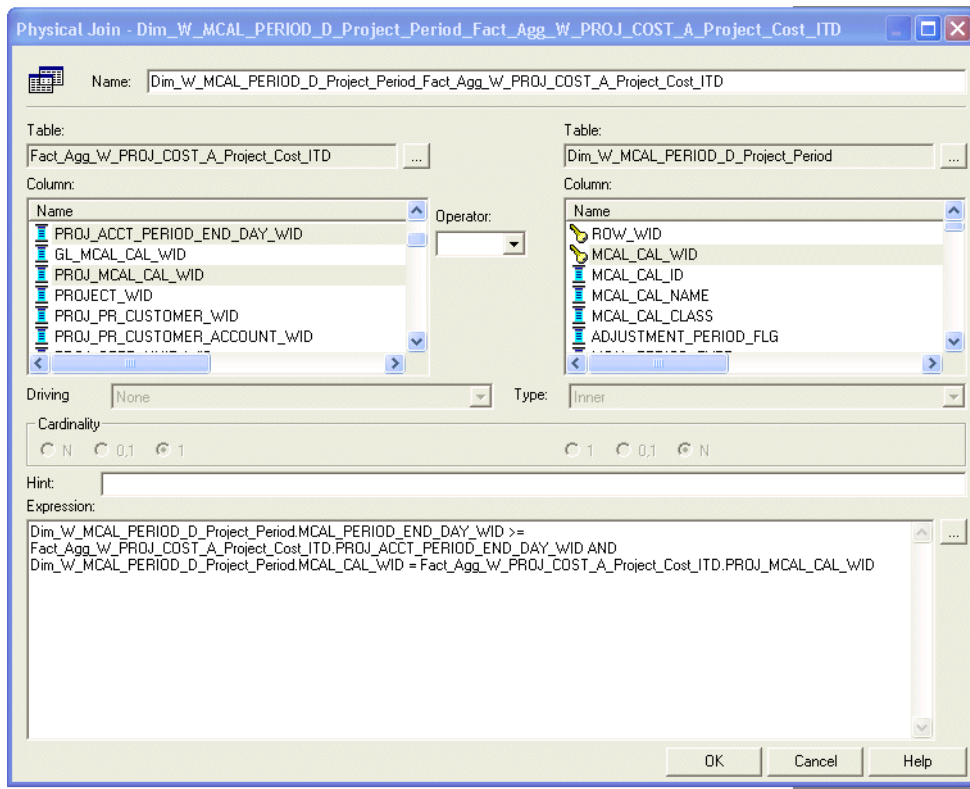 Physical Join - Dim_W_MCAL_PERIOD_D_Project_Period_Fact_Agg_W_PROJ_COST_A_Project_Cost_ITD
Name: Dim_W_MCAL_PERIOD_D_Project_Period_Fact_Agg_W_PROJ_COST_A_Project_Cost_ITD
Table: Table:
Fact_Agg_W_PROJ_COST_A_Project_Cost_ITD ... Dim_W_MCAL_PERIOD_D_Project_Period ...
Column: Column:
Name Operator: Name
PROJ_ACCT_PERIOD_END_DAY_WID ROW_WID
GL_MCAL_CAL_WID MCAL_CAL_WID
PROJ_MCAL_CAL_WID MCAL_CAL_ID
PROJECT_WID MCAL_CAL_NAME
PROJ_PR_CUSTOMER_WID MCAL_CAL_CLASS
PROJ_PR_CUSTOMER_ACCOUNT_WID ADJUSTMENT_PERIOD_FLG
Driving None Type: Inner
Cardinality
N 0,1 1 1 0,1 N
Hint:
Expression:
Dim_W_MCAL_PERIOD_D_Project_Period.MCAL_PERIOD_END_DAY_WID >=
Fact_Agg_W_PROJ_COST_A_Project_Cost_ITD.PROJ_ACCT_PERIOD_END_DAY_WID AND
Dim_W_MCAL_PERIOD_D_Project_Period.MCAL_CAL_WID = Fact_Agg_W_PROJ_COST_A_Project_Cost_ITD.PROJ_MCAL_CAL_WID
...
OK Cancel Help